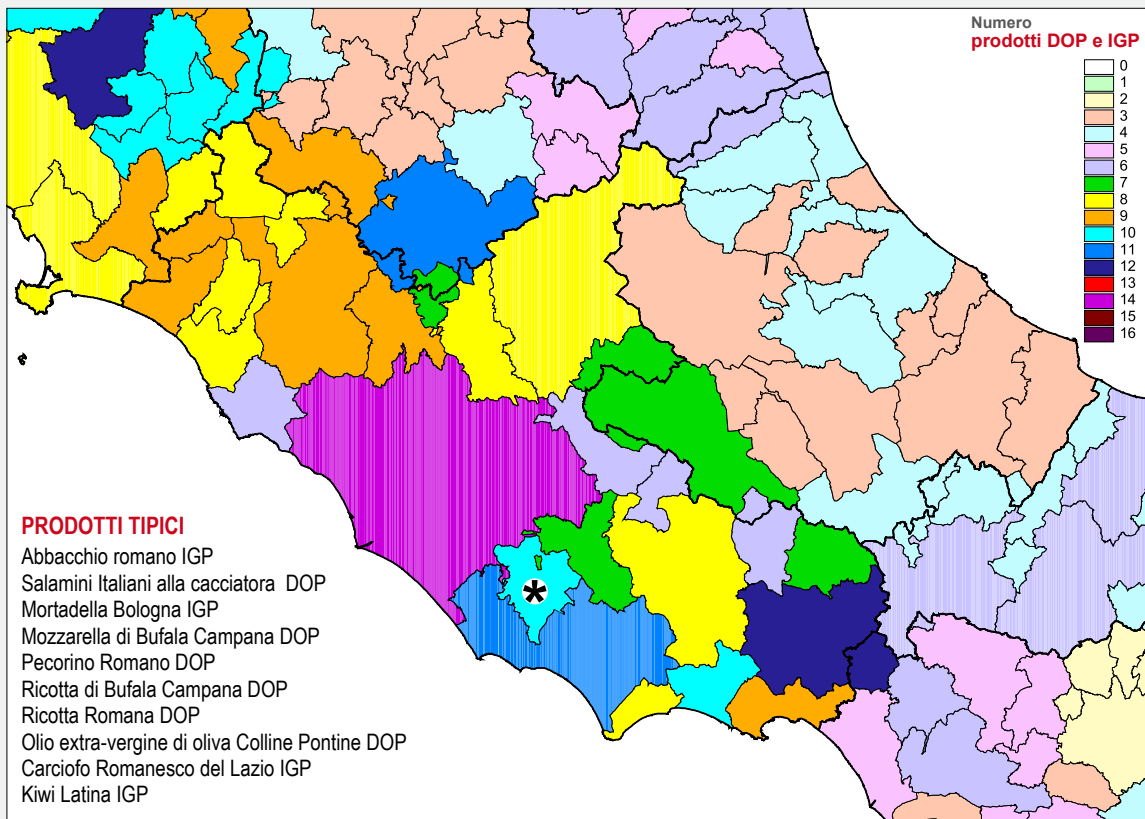 Numero
prodotti DOP e IGP
0
1
2
3
4
5
6
7
8
9
10
11
12
13
14
15
16
*
PRODOTTI TIPICI
Abbacchio romano IGP
Salamini Italiani alla cacciatora DOP
Mortadella Bologna IGP
Mozzarella di Bufala Campana DOP
Pecorino Romano DOP
Ricotta di Bufala Campana DOP
Ricotta Romana DOP
Olio extra-vergine di oliva Colline Pontine DOP
Carciofo Romanesco del Lazio IGP
Kiwi Latina IGP